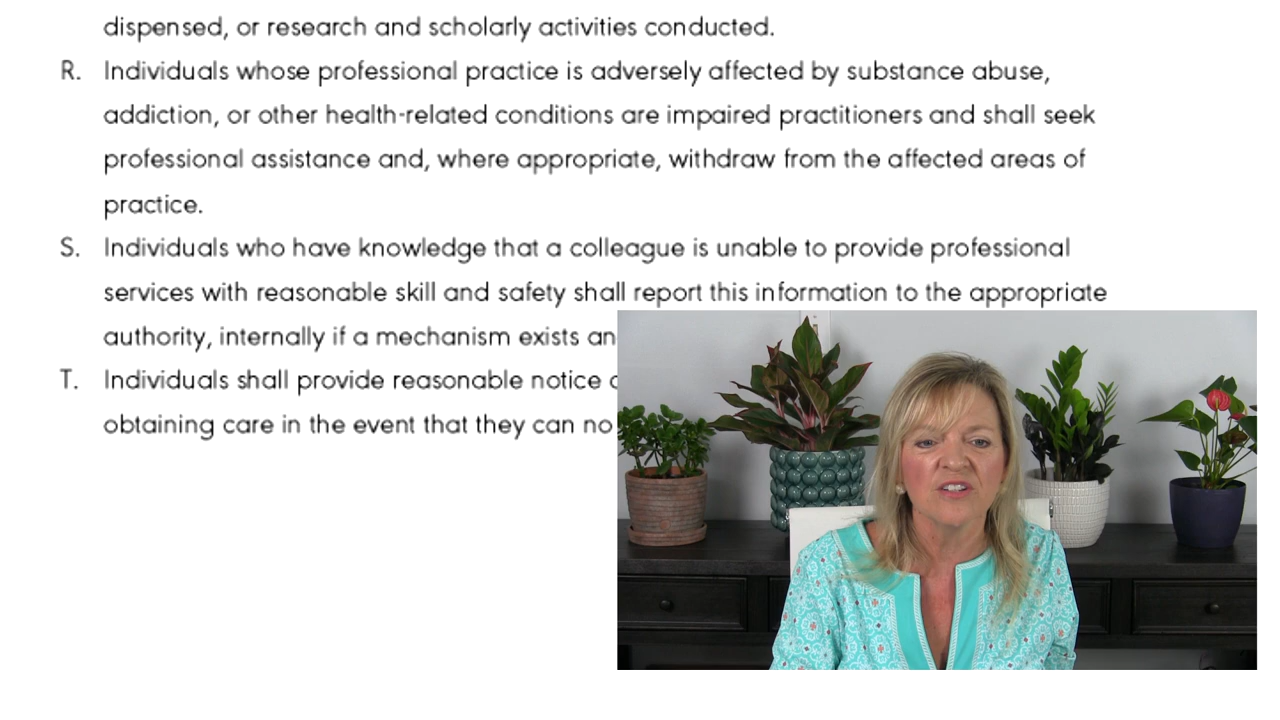 dispensed, or research and scholarly activities conducted.
R. Individuals whose professional practice is adversely affected by substance abuse,
addiction, or other health-related conditions are impaired practitioners and shall seek
professional assistance and, where appropriate, withdraw from the affected areas of
practice.
S. Individuals who have knowledge that a colleague is unable to provide professional
services with reasonable skill and safety shall report this information to the appropriate
authority, internally if a mechanism exists
T. Individuals shall provide reasonable notice
obtaining care in the event that they can no